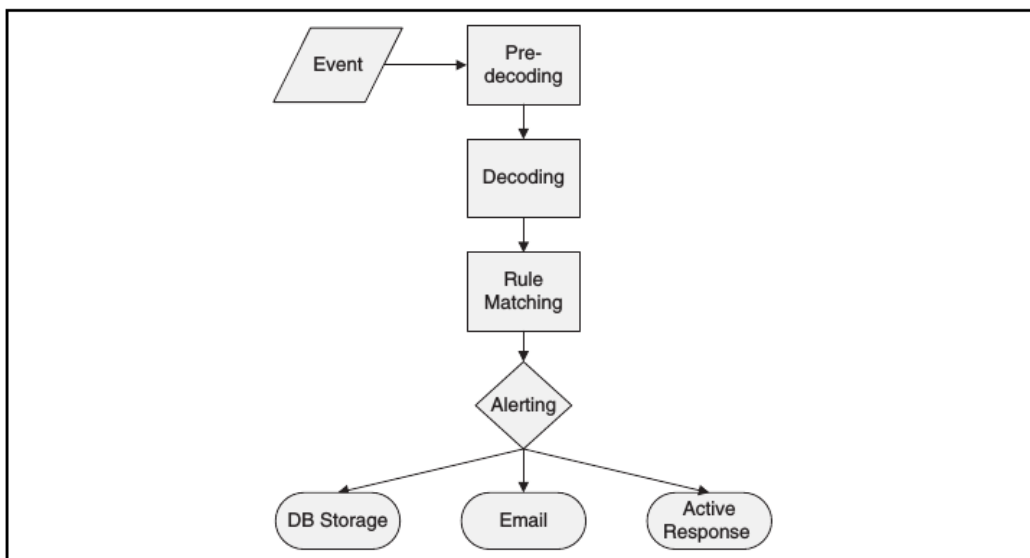 Event
Pre-
decoding
Decoding
Rule
Matching
Alerting
DB Storage
Email
Active
Response